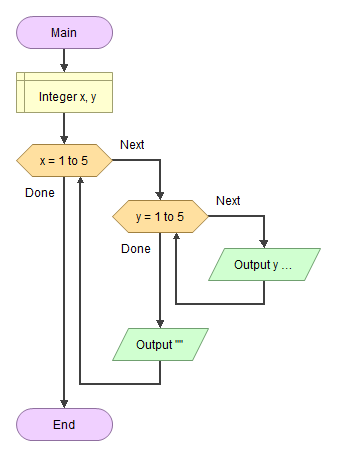 Main
Integer x, y
x = 1 to 5
Next
Done
y = 1 to 5
Next
Done
Output y ...
Output ""
End